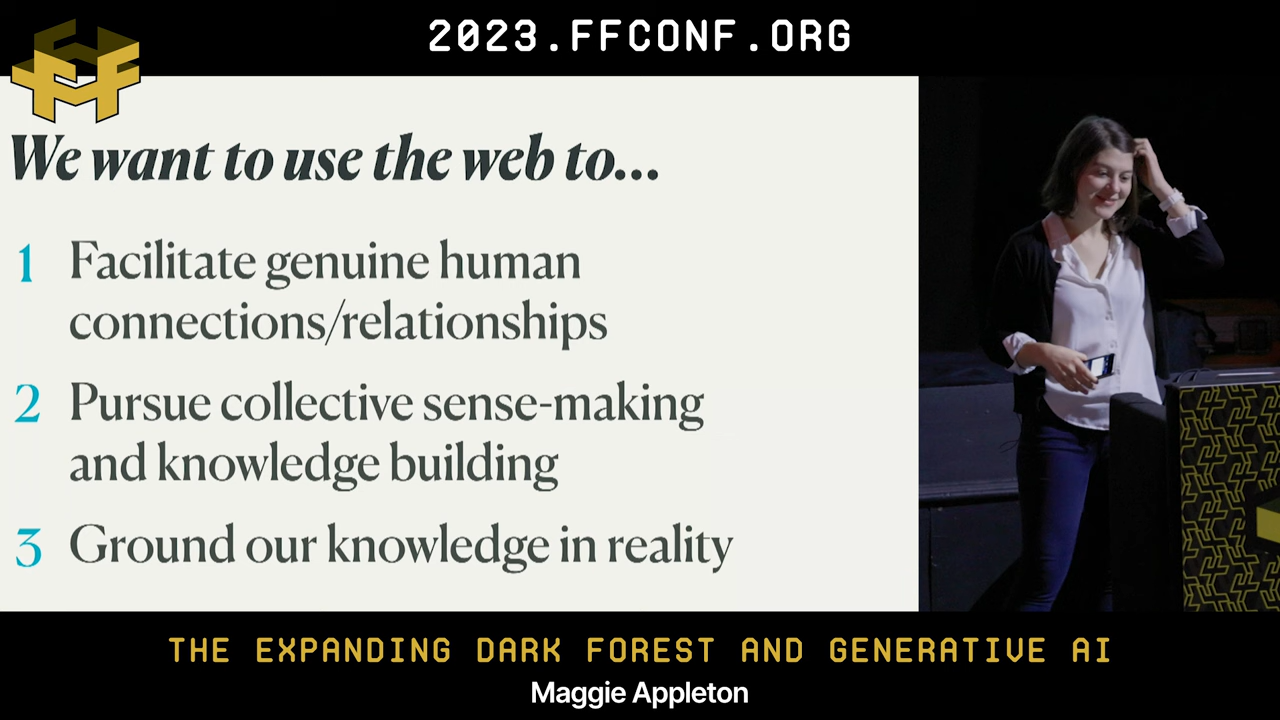 2023.FFCONF.ORG
We want to use the web to...
1 Facilitate genuine human
connections/relationships
2 Pursue collective sense-making
and knowledge building
3 Ground our knowledge in reality
THE EXPANDING DARK FOREST AND GENERATIVE AI
Maggie Appleton